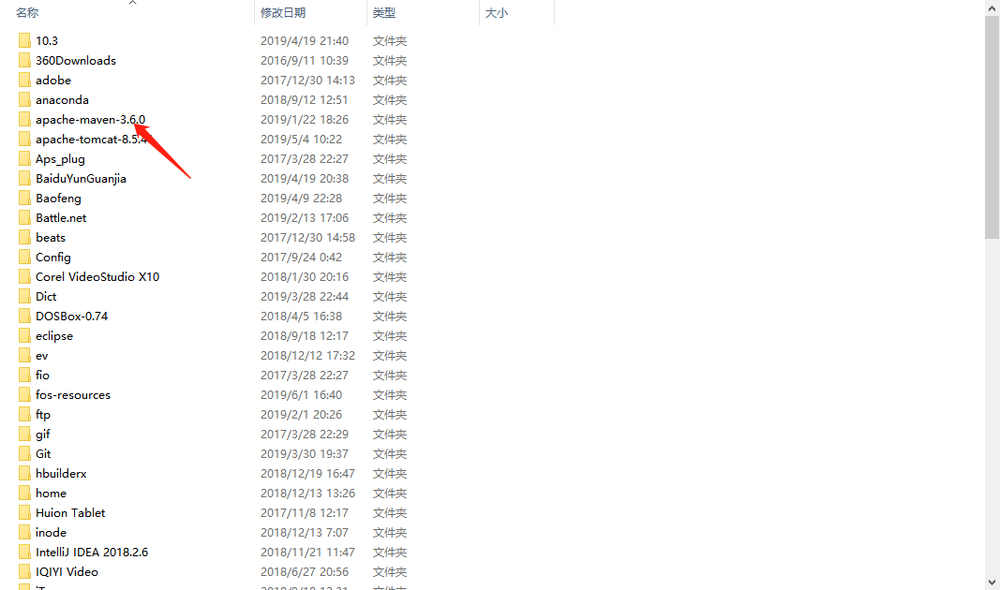 名称 修改日期 类型 大小
10.3 2019/4/19 21:40 文件夹
360Downloads 2016/9/11 10:39 文件夹
adobe 2017/12/30 14:13 文件夹
anaconda 2018/9/12 12:51 文件夹
apache-maven-3.6.0 2019/1/22 18:26 文件夹
apache-tomcat-8.5.4 2019/5/4 10:22 文件夹
Aps_plug 2017/3/28 22:27 文件夹
BaiduYunGuanjia 2019/4/19 20:38 文件夹
Baofeng 2019/4/9 22:28 文件夹
Battle.net 2019/2/13 17:06 文件夹
beats 2017/12/30 14:58 文件夹
Config 2017/9/24 0:42 文件夹
Corel VideoStudio X10 2018/1/30 20:16 文件夹
Dict 2019/3/28 22:44 文件夹
DOSBox-0.74 2018/4/5 16:38 文件夹
eclipse 2018/9/18 12:17 文件夹
ev 2018/12/12 17:32 文件夹
fio 2017/3/28 22:27 文件夹
fos-resources 2019/6/1 16:40 文件夹
ftp 2019/2/1 20:26 文件夹
gif 2017/3/28 22:29 文件夹
Git 2019/3/30 19:37 文件夹
hbuilderx 2018/12/19 16:47 文件夹
home 2018/12/13 13:26 文件夹
Huion Tablet 2017/11/8 12:17 文件夹
inode 2018/12/13 7:07 文件夹
IntelliJ IDEA 2018.2.6 2018/11/21 11:47 文件夹
IQIYI Video 2018/6/27 20:56 文件夹